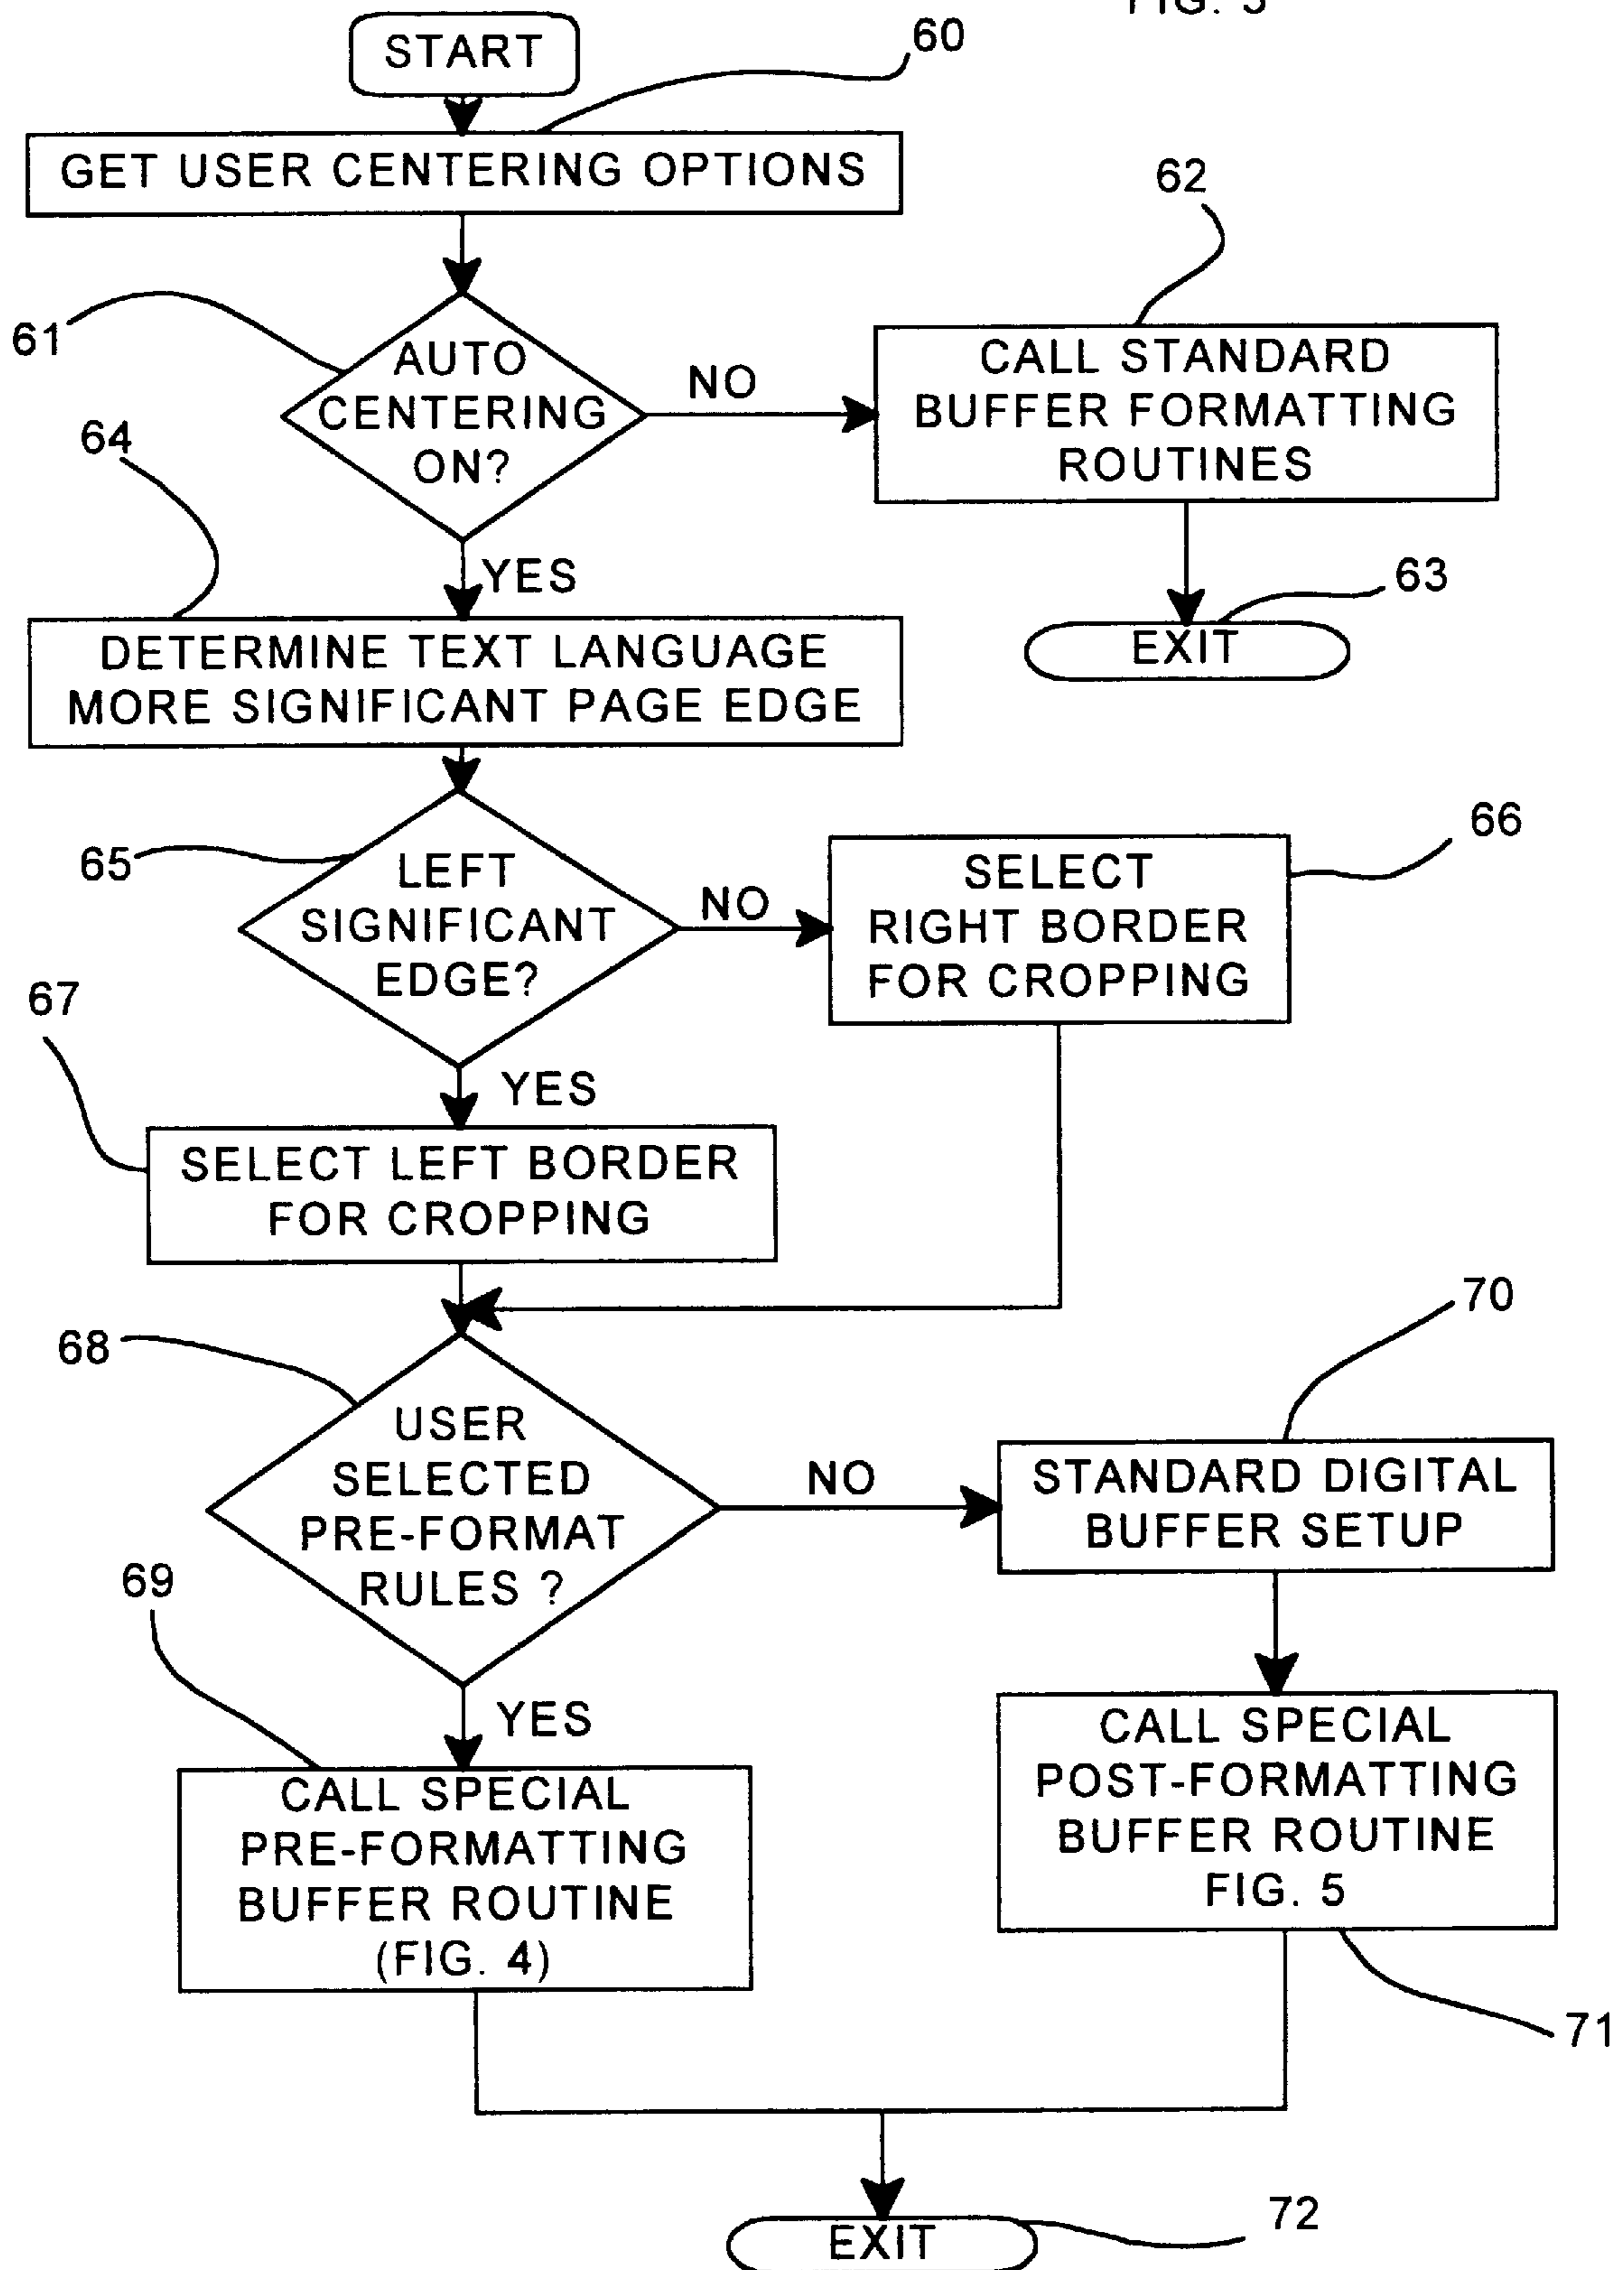 FIG. 3
START
60
GET USER CENTERING OPTIONS
62
61
AUTO
CENTERING
ON?
NO
CALL STANDARD
BUFFER FORMATTING
ROUTINES
64
YES
63
EXIT
DETERMINE TEXT LANGUAGE
MORE SIGNIFICANT PAGE EDGE
65
LEFT
SIGNIFICANT
EDGE?
NO
66
SELECT
RIGHT BORDER
FOR CROPPING
67
YES
SELECT LEFT BORDER
FOR CROPPING
68
USER
SELECTED
PRE-FORMAT
RULES ?
NO
70
STANDARD DIGITAL
BUFFER SETUP
69
YES
CALL SPECIAL
PRE-FORMATTING
BUFFER ROUTINE
(FIG. 4)
CALL SPECIAL
POST-FORMATTING
BUFFER ROUTINE
FIG. 5
71
EXIT
72